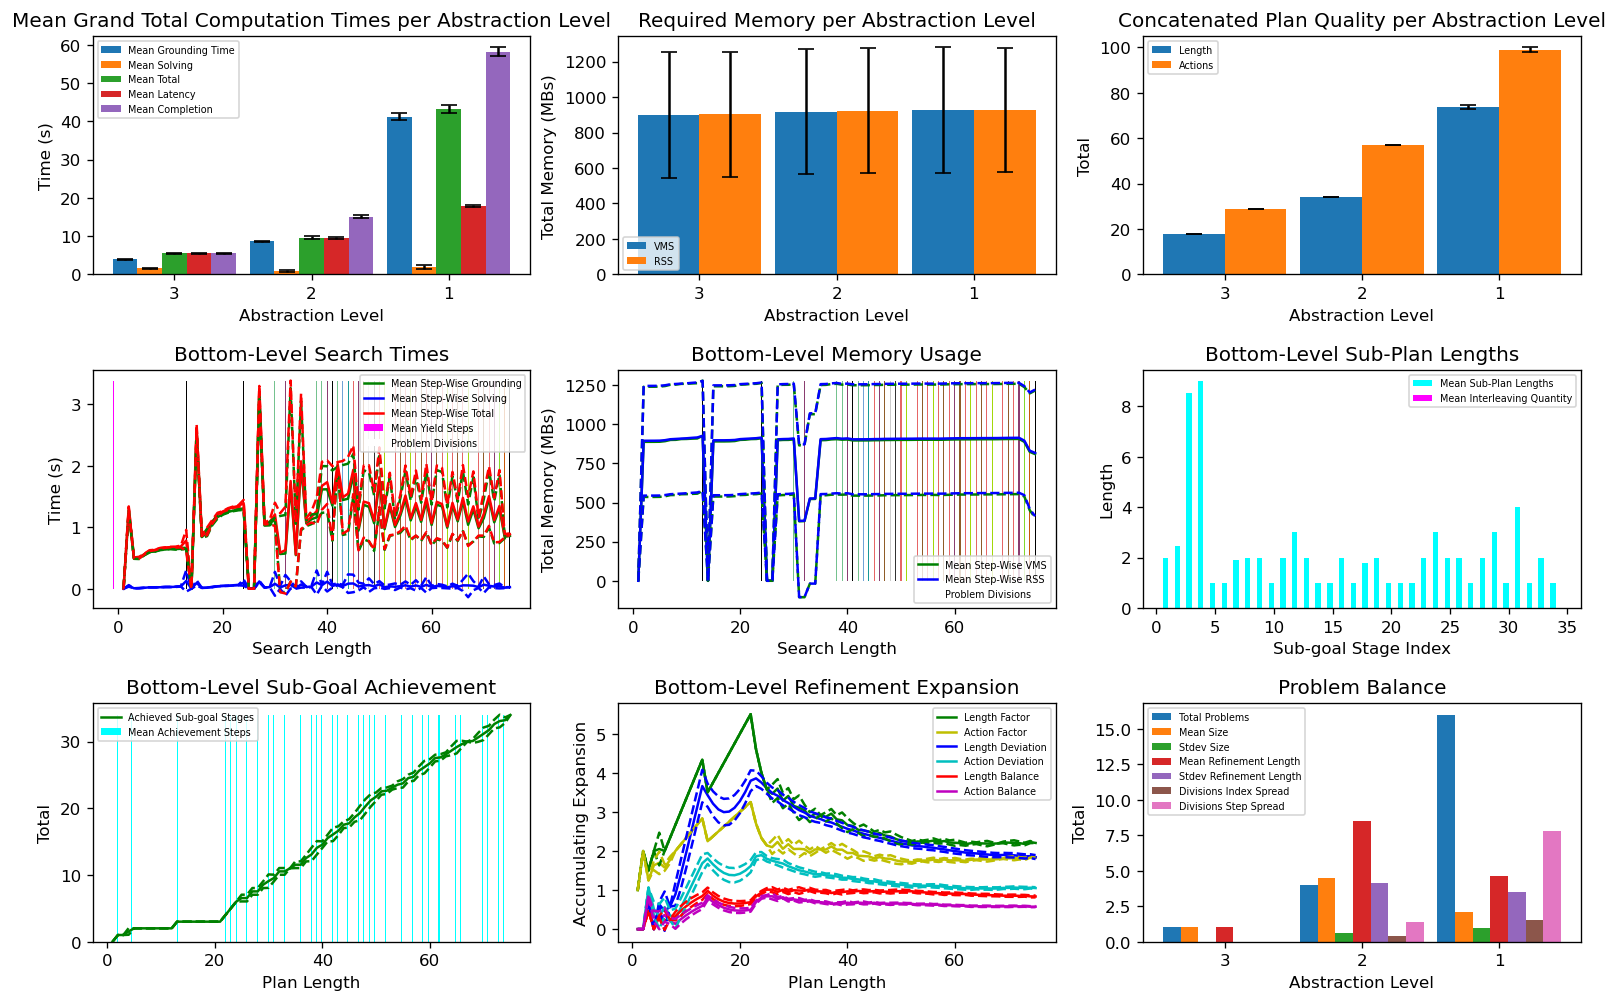 Mean Grand Total Computation Times per Abstraction Level
Time (s)
60
50
40
30
20
10
0
Mean Grounding Time
Mean Solving
Mean Total
Mean Latency
Mean Completion
3 2 1
Abstraction Level
Required Memory per Abstraction Level
Total Memory (MBs)
1200
1000
800
600
400
200
0
VMS
RSS
3 2 1
Abstraction Level
Concatenated Plan Quality per Abstraction Level
Total
100
80
60
40
20
0
Length
Actions
3 2 1
Abstraction Level
Bottom-Level Search Times
Time (s)
3
2
1
0
Mean Step-Wise Grounding
Mean Step-Wise Solving
Mean Step-Wise Total
Mean Yield Steps
Problem Divisions
0 20 40 60
Search Length
Bottom-Level Memory Usage
Total Memory (MBs)
1250
1000
750
500
250
0
Mean Step-Wise VMS
Mean Step-Wise RSS
Problem Divisions
0 20 40 60
Search Length
Bottom-Level Sub-Plan Lengths
Length
8
6
4
2
0
Mean Sub-Plan Lengths
Mean Interleaving Quantity
0 5 10 15 20 25 30 35
Sub-goal Stage Index
Bottom-Level Sub-Goal Achievement
Total
30
20
10
0
Achieved Sub-goal Stages
Mean Achievement Steps
0 20 40 60
Plan Length
Bottom-Level Refinement Expansion
Accumulating Expansion
5
4
3
2
1
0
Length Factor
Action Factor
Length Deviation
Action Deviation
Length Balance
Action Balance
0 20 40 60
Plan Length
Problem Balance
Total
15.0
12.5
10.0
7.5
5.0
2.5
0.0
Total Problems
Mean Size
Stdev Size
Mean Refinement Length
Stdev Refinement Length
Divisions Index Spread
Divisions Step Spread
3 2 1
Abstraction Level